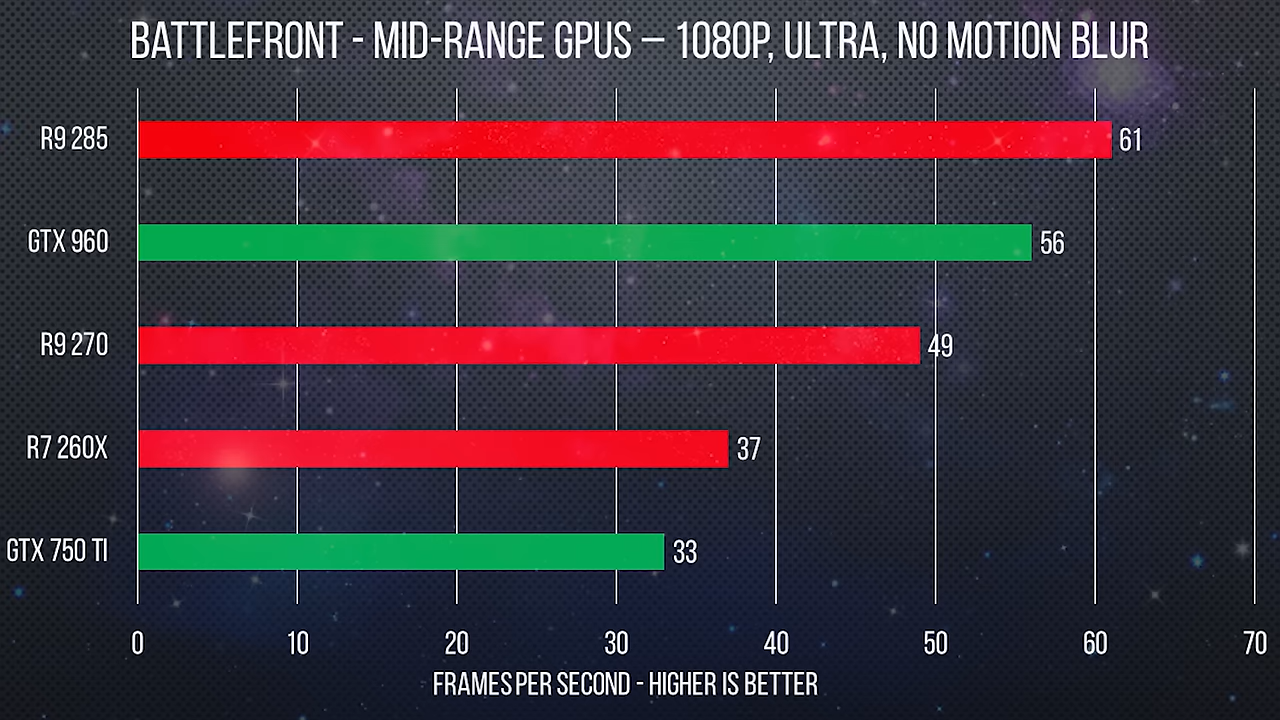 BATTLEFRONT - MID-RANGE GPUS – 1080P, ULTRA, NO MOTION BLUR
R9 285 61
GTX 960 56
R9 270 49
R7 260X 37
GTX 750 TI 33
0 10 20 30 40 50 60 70
FRAMES PER SECOND - HIGHER IS BETTER